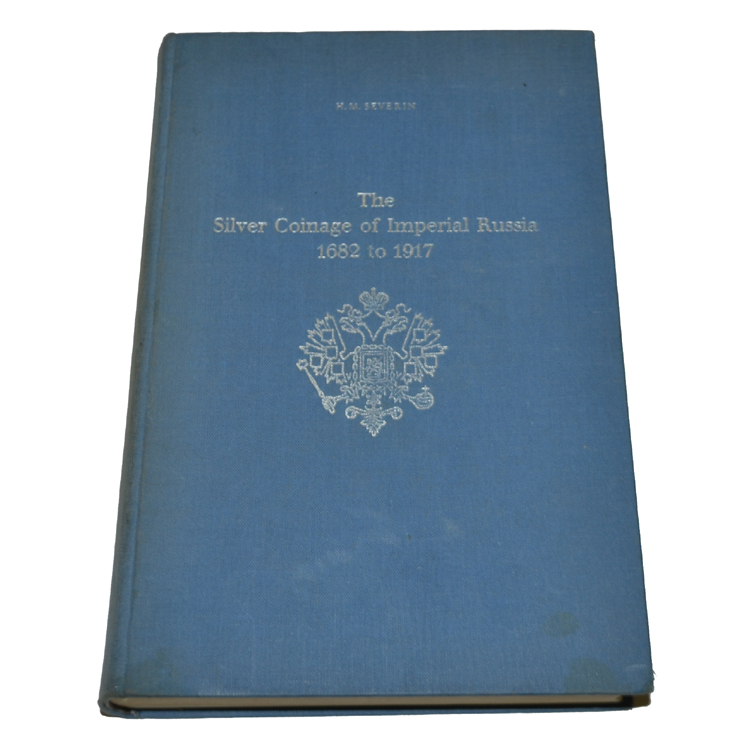 H. M. SEVERIN
The
Silver Coinage of Imperial Russia
1682 to 1917